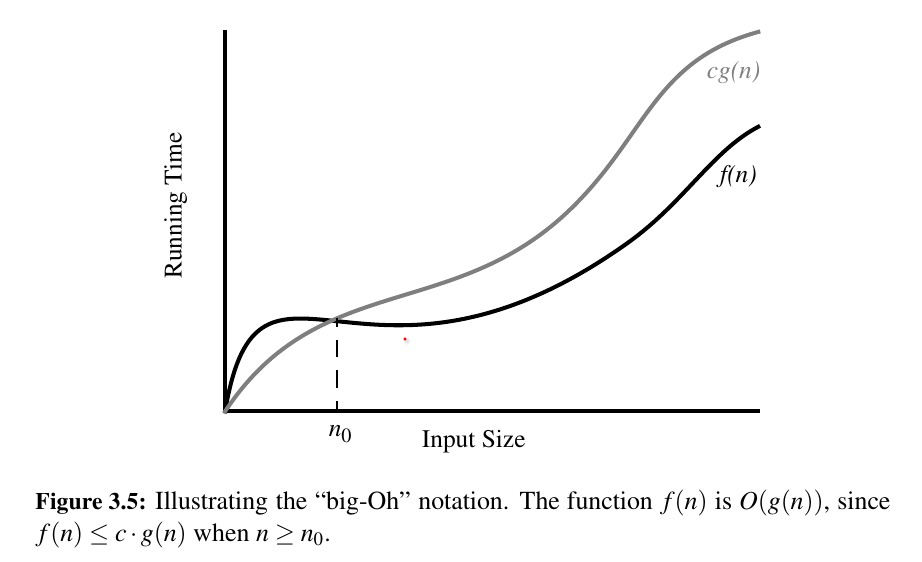 cg(n)
Running Time
f(n)
n₀
Input Size
Figure 3.5: Illustrating the “big-Oh” notation. The function f(n) is O(g(n)), since
f(n) ≤ c · g(n) when n ≥ n₀.